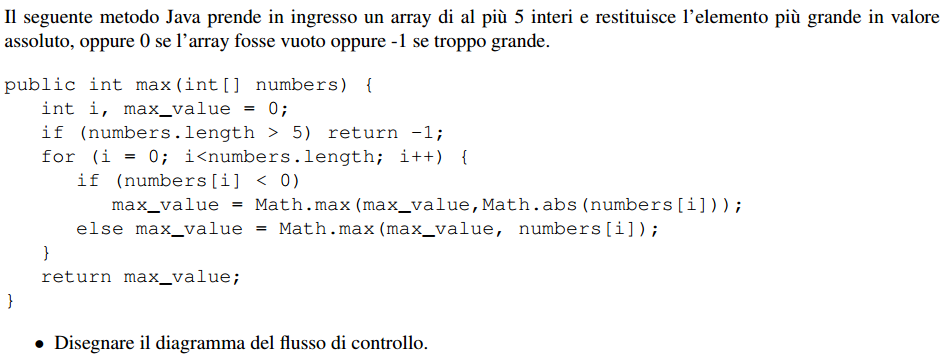 Il seguente metodo Java prende in ingresso un array di al più 5 interi e restituisce l'elemento più grande in valore
assoluto, oppure 0 se l'array fosse vuoto oppure -1 se troppo grande.
public int max(int[] numbers) {
   int i, max_value = 0;
   if (numbers.length > 5) return -1;
   for (i = 0; i<numbers.length; i++) {
      if (numbers[i] < 0)
         max_value = Math.max(max_value,Math.abs(numbers[i]));
      else max_value = Math.max(max_value, numbers[i]);
   }
   return max_value;
}
• Disegnare il diagramma del flusso di controllo.